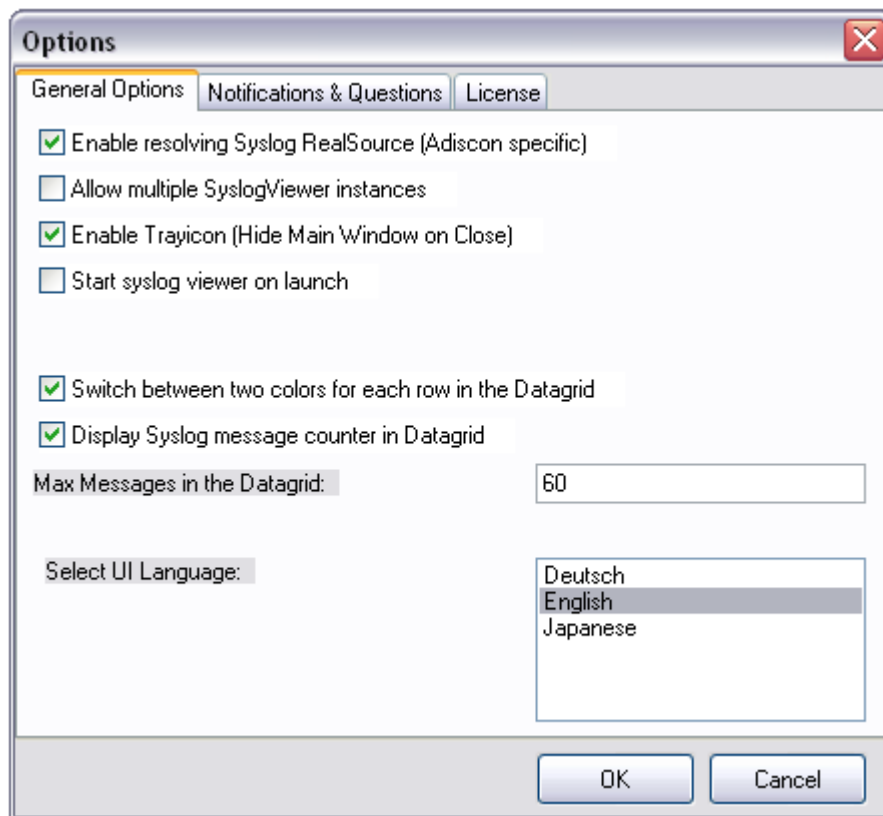 Options
General Options Notifications & Questions License
Enable resolving Syslog RealSource (Adiscon specific)
Allow multiple SyslogViewer instances
Enable Trayicon (Hide Main Window on Close)
Start syslog viewer on launch
Switch between two colors for each row in the Datagrid
Display Syslog message counter in Datagrid
Max Messages in the Datagrid: 60
Select UI Language:
Deutsch
English
Japanese
OK Cancel